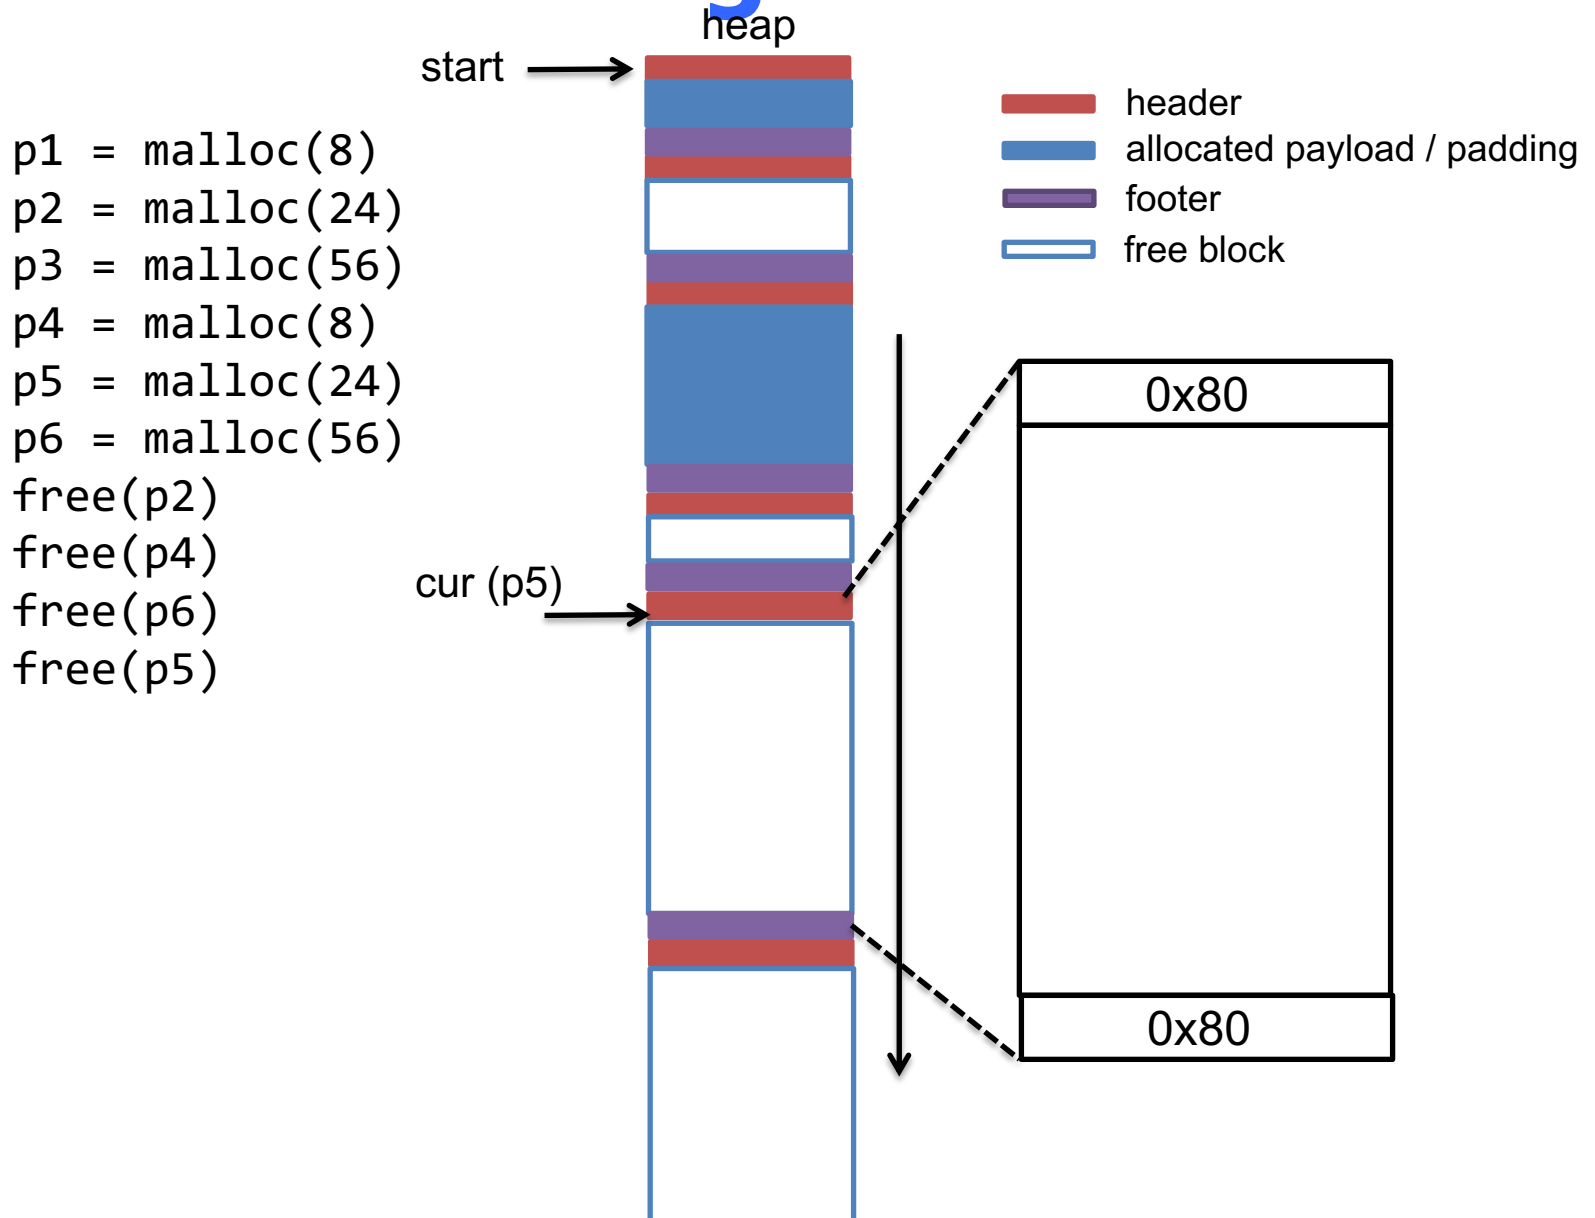 heap
start
header
allocated payload / padding
footer
free block
p1 = malloc(8)
p2 = malloc(24)
p3 = malloc(56)
p4 = malloc(8)
p5 = malloc(24)
p6 = malloc(56)
free(p2)
free(p4)
free(p6)
free(p5)
cur (p5)
0x80
0x80